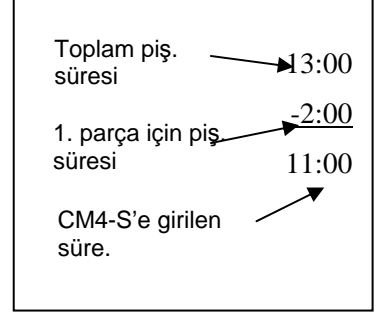 Toplam piş. 13:00
süresi
-2:00
1. parça için piş.
süresi 11:00
CM4-S'e girilen
süre.